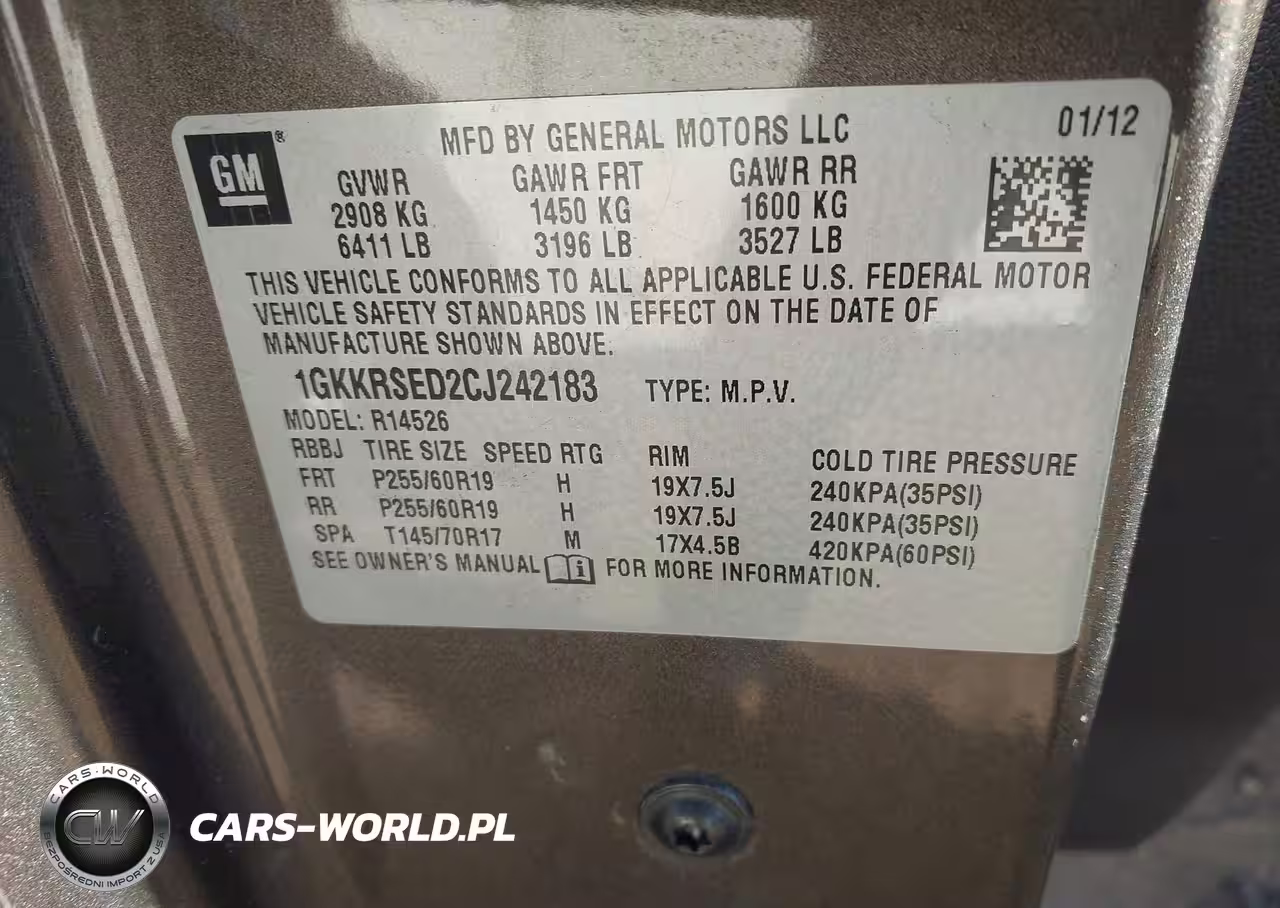 GM®
MFD BY GENERAL MOTORS LLC 01/12
GVWR GAWR FRT GAWR RR
2908 KG 1450 KG 1600 KG
6411 LB 3196 LB 3527 LB
THIS VEHICLE CONFORMS TO ALL APPLICABLE U.S. FEDERAL MOTOR
VEHICLE SAFETY STANDARDS IN EFFECT ON THE DATE OF
MANUFACTURE SHOWN ABOVE.
1GKKRSED2CJ242183 TYPE: M.P.V.
MODEL: R14526
RBBJ TIRE SIZE SPEED RTG RIM COLD TIRE PRESSURE
FRT P255/60R19 H 19X7.5J 240KPA(35PSI)
RR P255/60R19 H 19X7.5J 240KPA(35PSI)
SPA T145/70R17 M 17X4.5B 420KPA(60PSI)
SEE OWNER'S MANUAL i FOR MORE INFORMATION.
CARS-WORLD
CW
BEZPOŚREDNI IMPORT Z USA
CARS-WORLD.PL